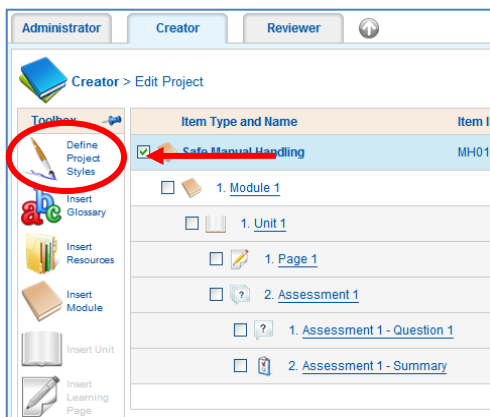 Administrator Creator Reviewer
Creator > Edit Project
Toolbox
Item Type and Name
Define
Project
Styles
Safe Manual Handling
MH01
Insert
Glossary
Insert
Resources
Insert
Module
Insert Unit
Insert
Learning
Page
1. Module 1
1. Unit 1
1. Page 1
2. Assessment 1
1. Assessment 1 - Question 1
2. Assessment 1 - Summary